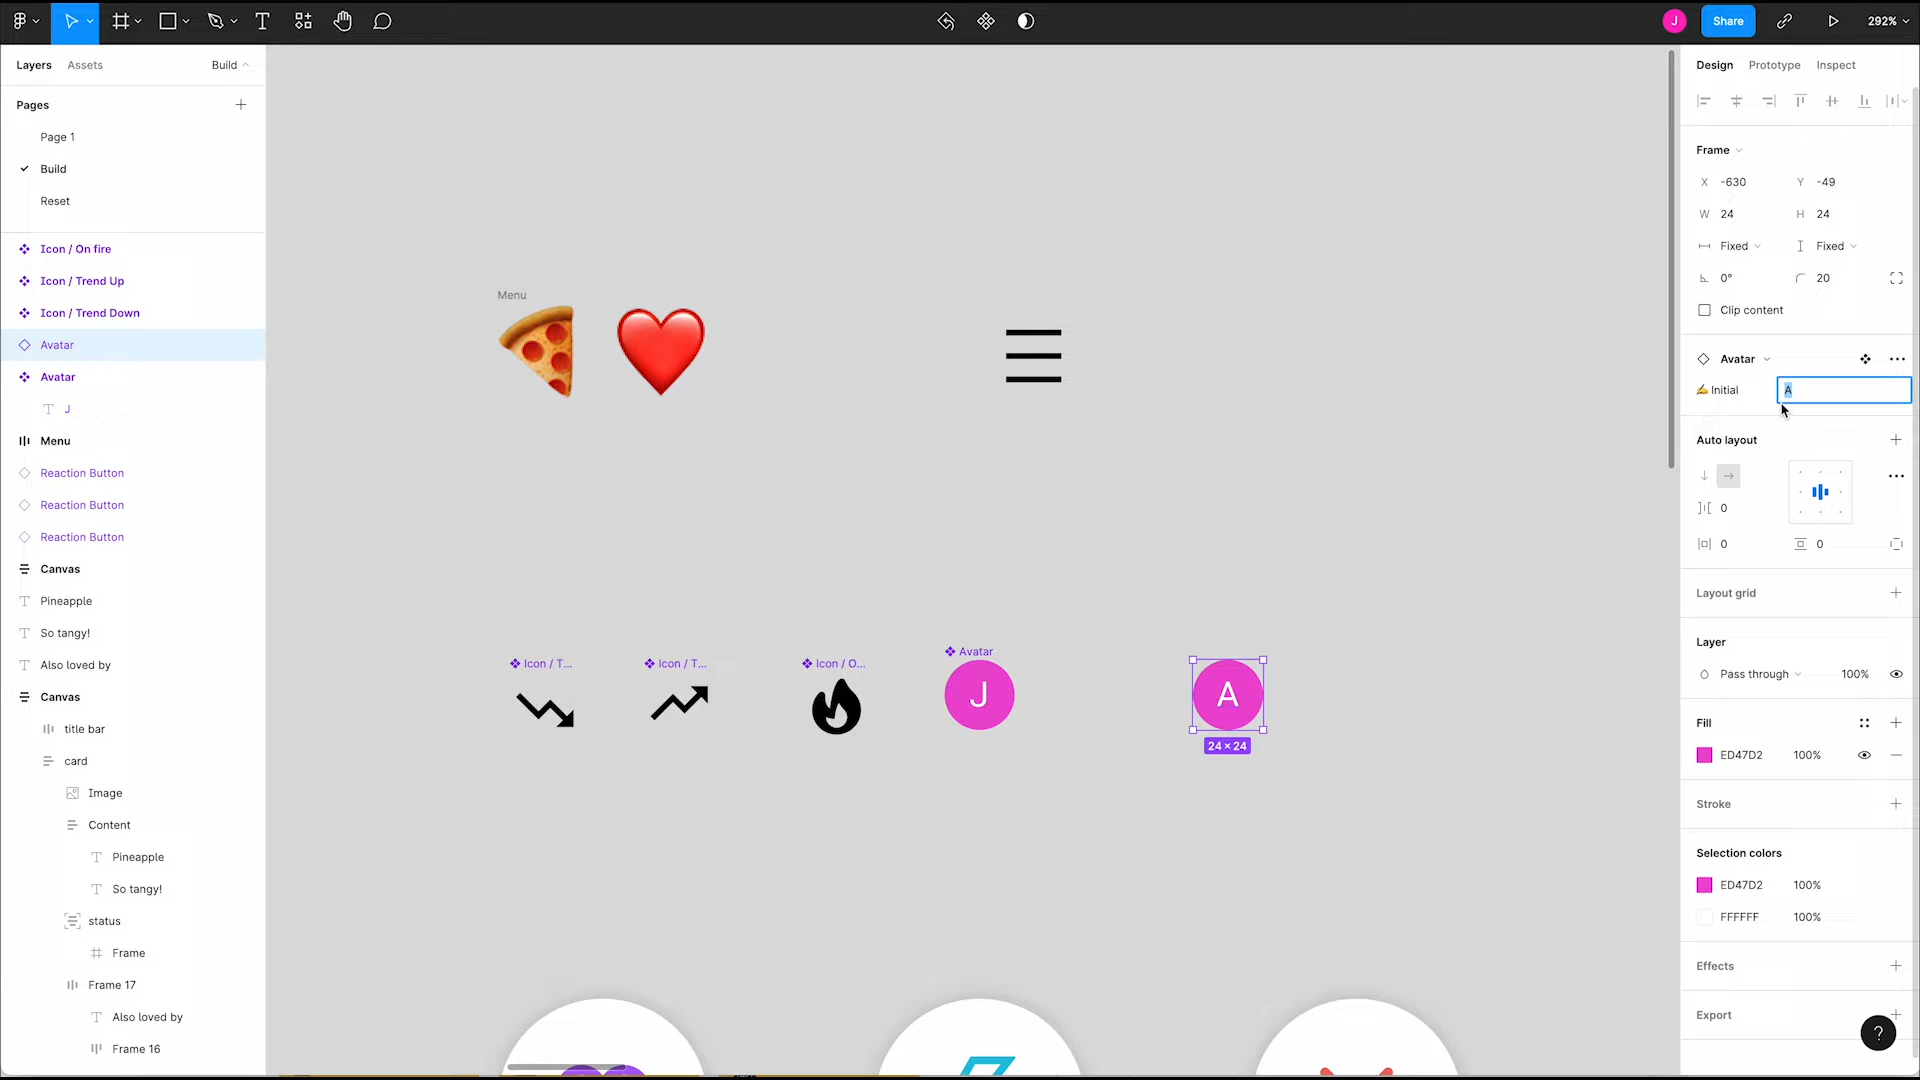 J
Share
292%
Layers
Assets
Build
Pages
Page 1
Build
Reset
Icon / On fire
Icon / Trend Up
Icon / Trend Down
Avatar
Avatar
J
Menu
Reaction Button
Reaction Button
Reaction Button
Canvas
Pineapple
So tangy!
Also loved by
Canvas
title bar
card
Image
Content
Pineapple
So tangy!
status
Frame
Frame 17
Also loved by
Frame 16
Menu
Icon / T...
Icon / T...
Icon / O...
Avatar
J
A
24 × 24
Design
Prototype
Inspect
Frame
X -630
Y -49
W 24
H 24
Fixed
Fixed
0°
20
Clip content
Avatar
✍️ Initial
A
Auto layout
0
0
0
Layout grid
Layer
Pass through
100%
Fill
ED47D2
100%
Stroke
Selection colors
ED47D2
100%
FFFFFF
100%
Effects
Export
?